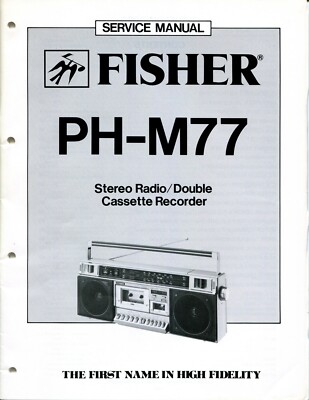 SERVICE MANUAL
FISHER®
PH-M77
Stereo Radio/Double
Cassette Recorder
THE FIRST NAME IN HIGH FIDELITY